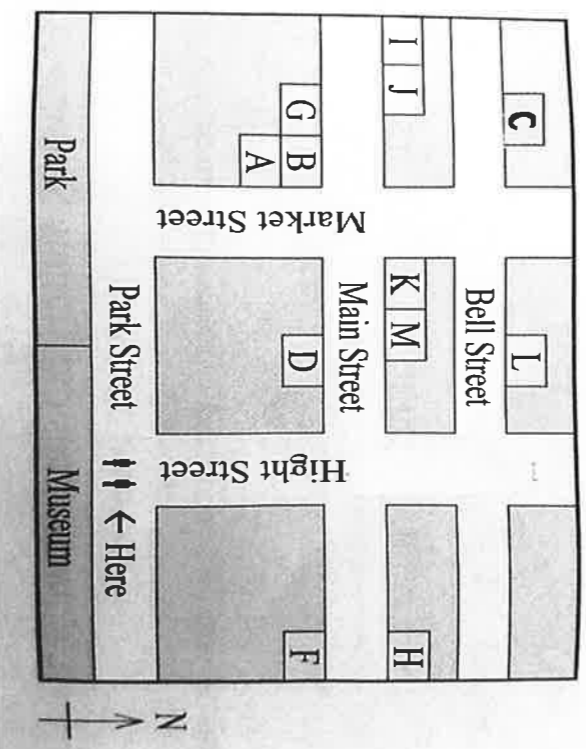 C
L
Bell Street
I
J
K
M
H
Main Street
G
B
D
F
A
Market Street
Hight Street
N
Park Street
← Here
Park
Museum